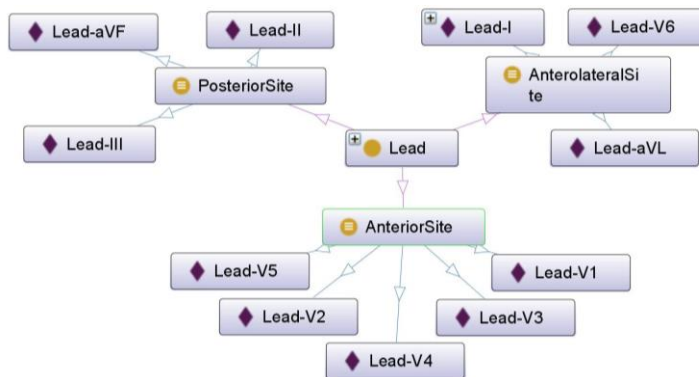 Lead-aVF
Lead-II
Lead-I
Lead-V6
PosteriorSite
AnterolateralSi
te
Lead-III
Lead
Lead-aVL
AnteriorSite
Lead-V5
Lead-V1
Lead-V2
Lead-V3
Lead-V4